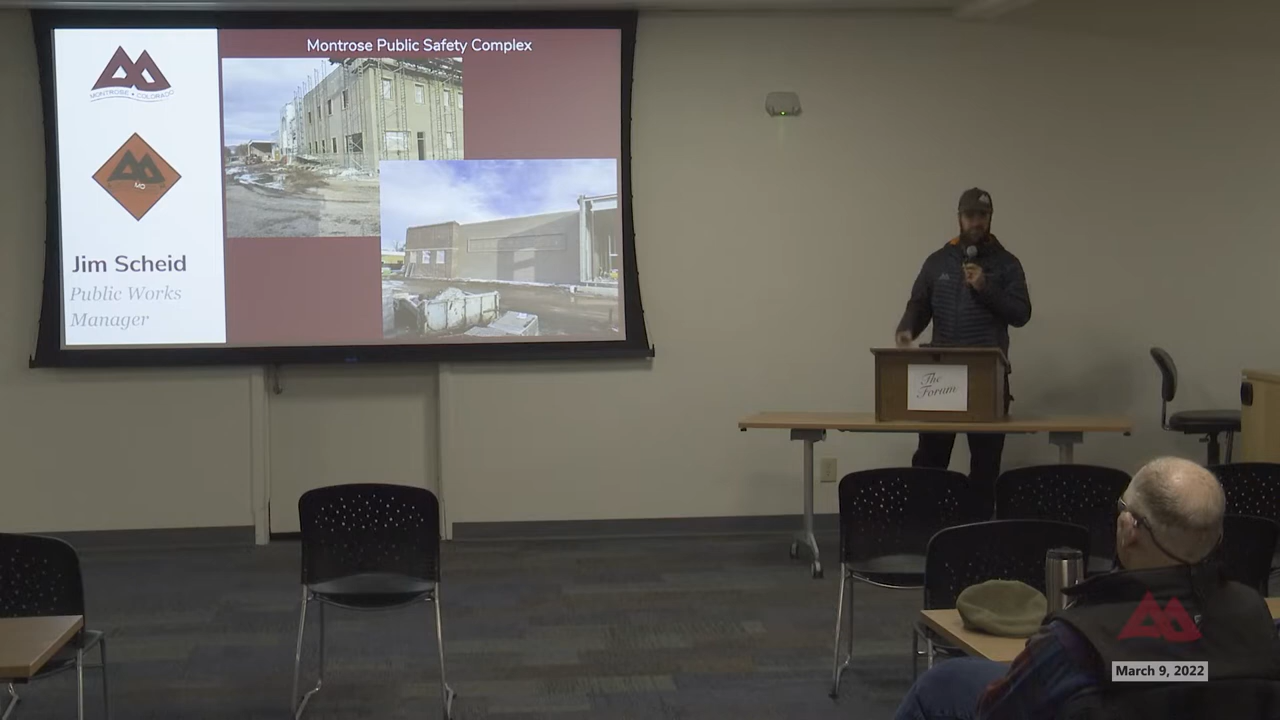 Montrose Public Safety Complex
MONTROSE • COLORADO
Jim Scheid
Public Works
Manager
The
Forum
March 9, 2022